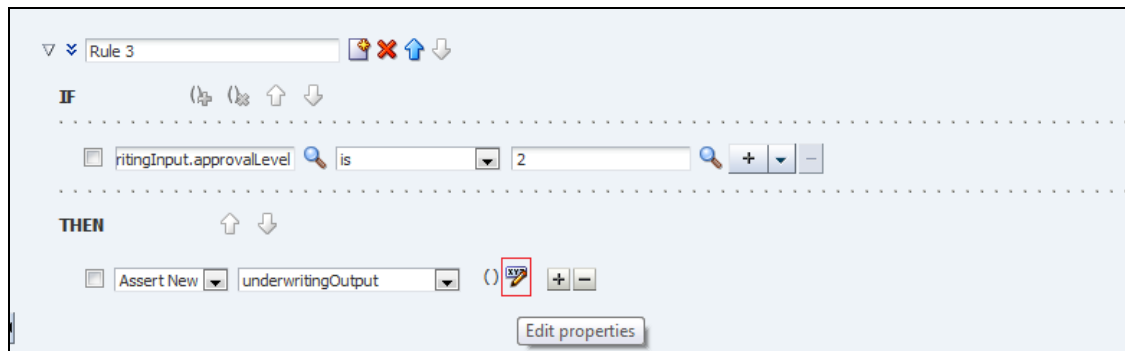 Rule 3
IF
ritingInput.approvalLevel is 2
THEN
Assert New underwritingOutput ()
Edit properties